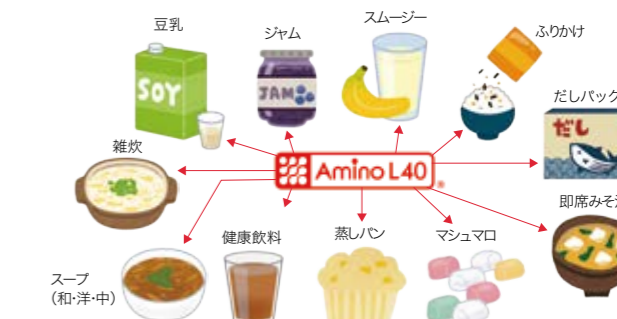 豆乳
ジャム
スムージー
ふりかけ
だしパック
SOY
JAM
だし
雑炊
Amino L40®
即席みそ
健康飲料
蒸しパン
マシュマロ
スープ
(和・洋・中)